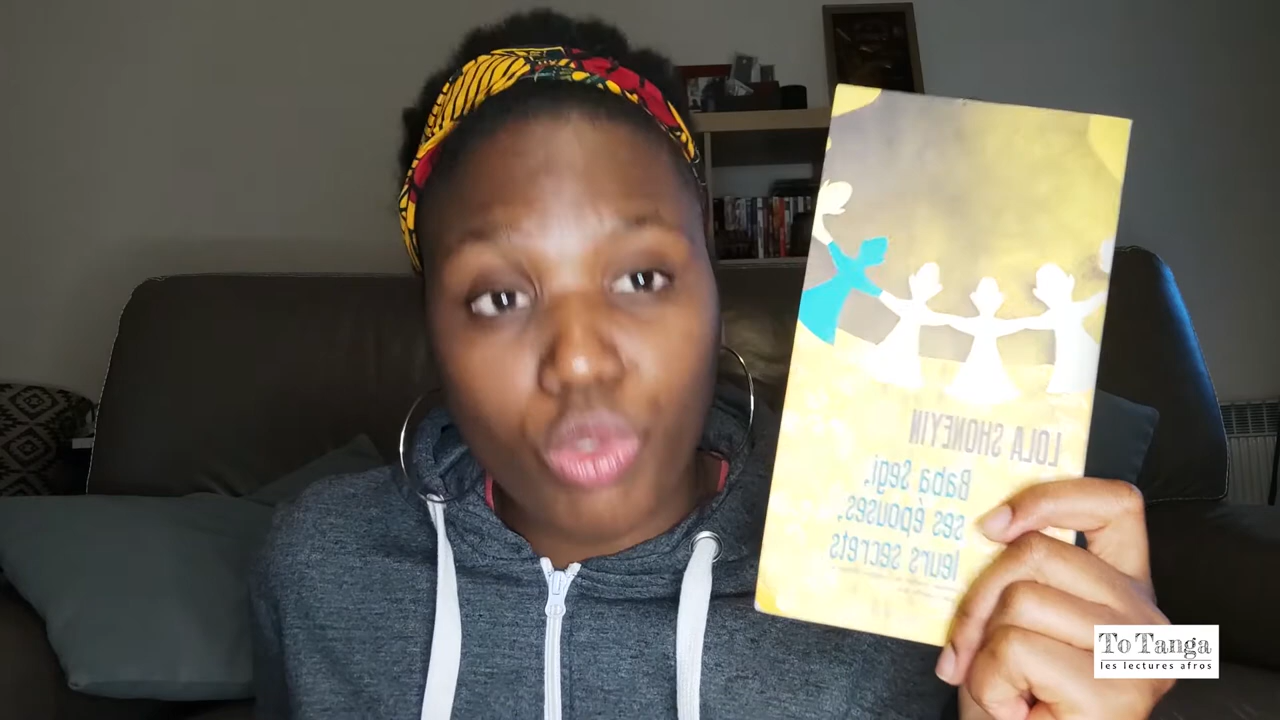 LOLA SHONEYIN
Baba Segi,
ses épouses,
leurs secrets
To Tanga
les lectures afros